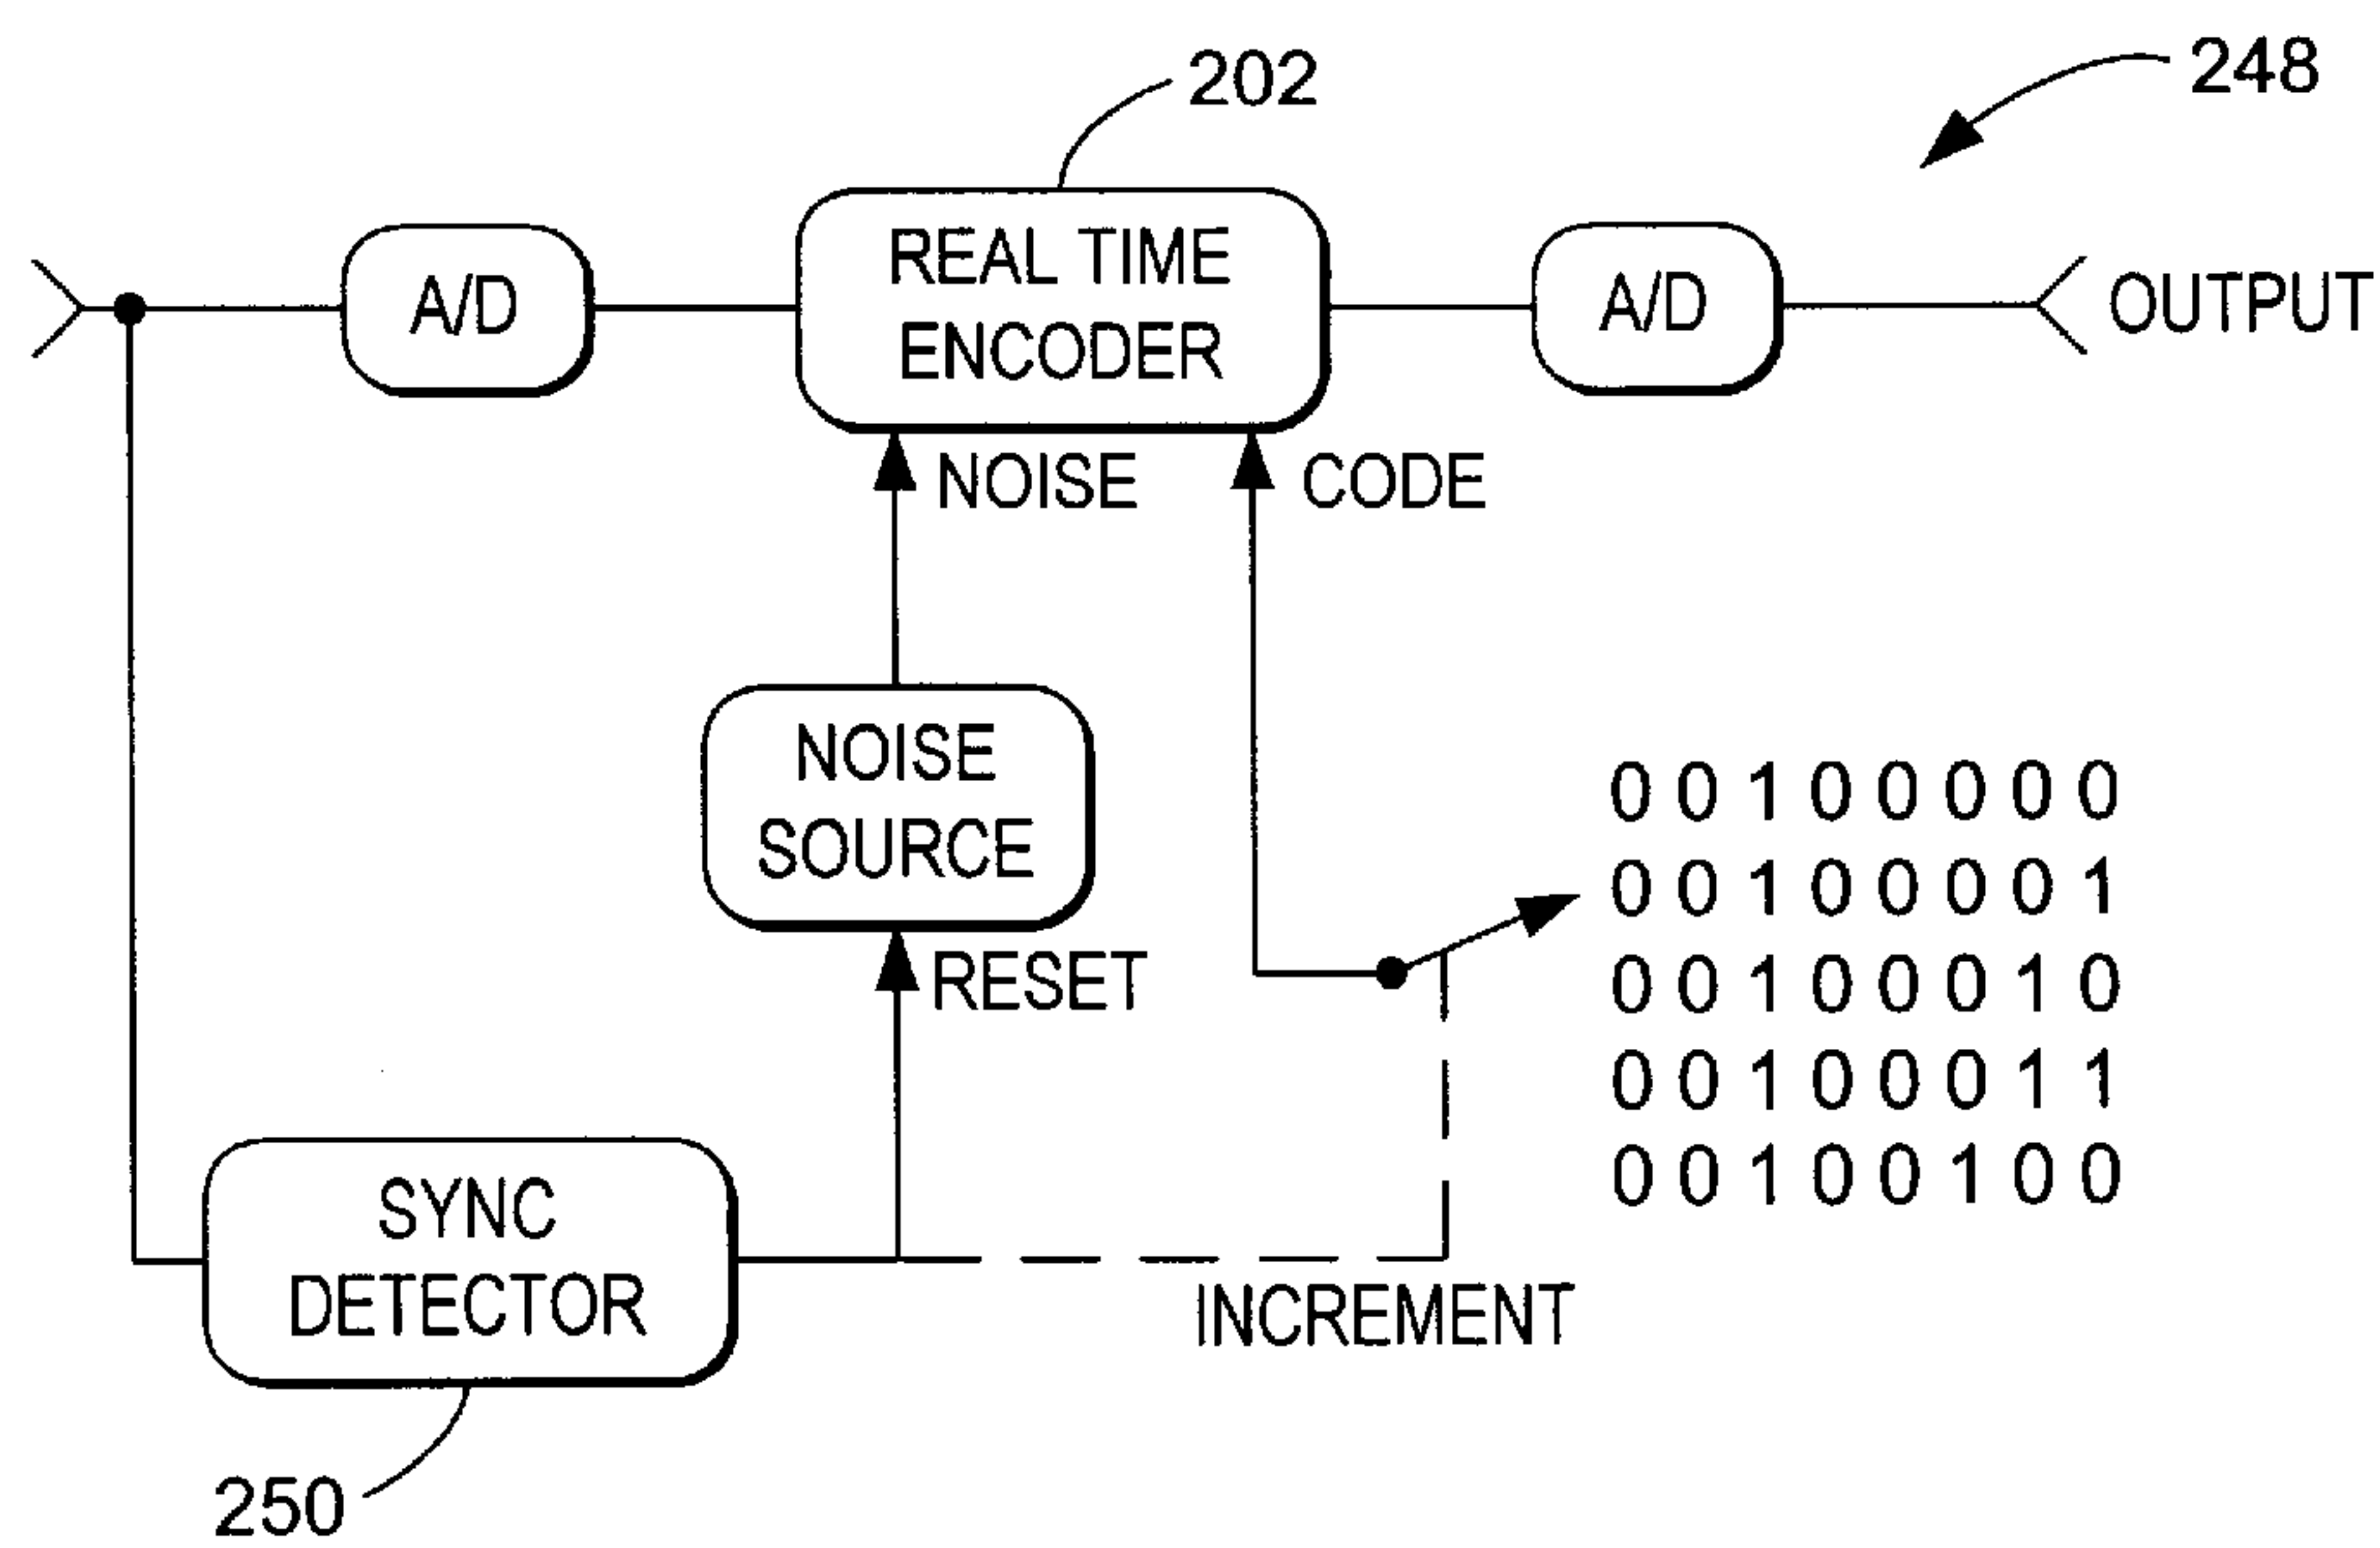 202
248
A/D
REAL TIME
ENCODER
A/D
OUTPUT
NOISE
CODE
NOISE
SOURCE
RESET
0 0 1 0 0 0 0 0
0 0 1 0 0 0 0 1
0 0 1 0 0 0 1 0
0 0 1 0 0 0 1 1
0 0 1 0 0 1 0 0
SYNC
DETECTOR
INCREMENT
250